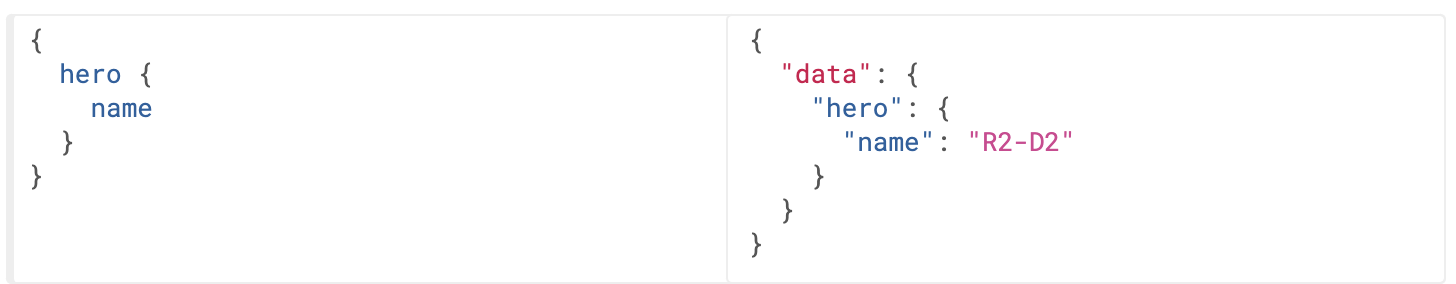 {
  hero {
    name
  }
}
{
  "data": {
    "hero": {
      "name": "R2-D2"
    }
  }
}